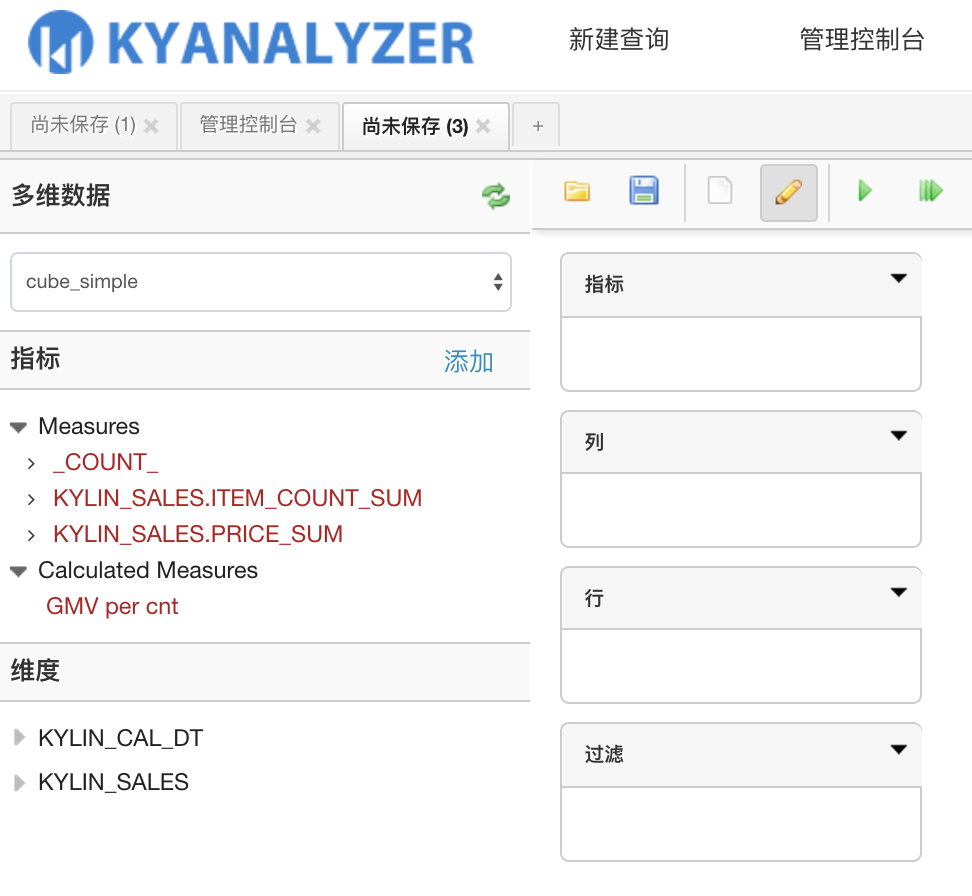 KYANALYZER
新建查询
管理控制台
尚未保存 (1)
管理控制台
尚未保存 (3)
+
多维数据
cube_simple
指标
添加
Measures
_COUNT_
KYLIN_SALES.ITEM_COUNT_SUM
KYLIN_SALES.PRICE_SUM
Calculated Measures
GMV per cnt
维度
KYLIN_CAL_DT
KYLIN_SALES
指标
列
行
过滤